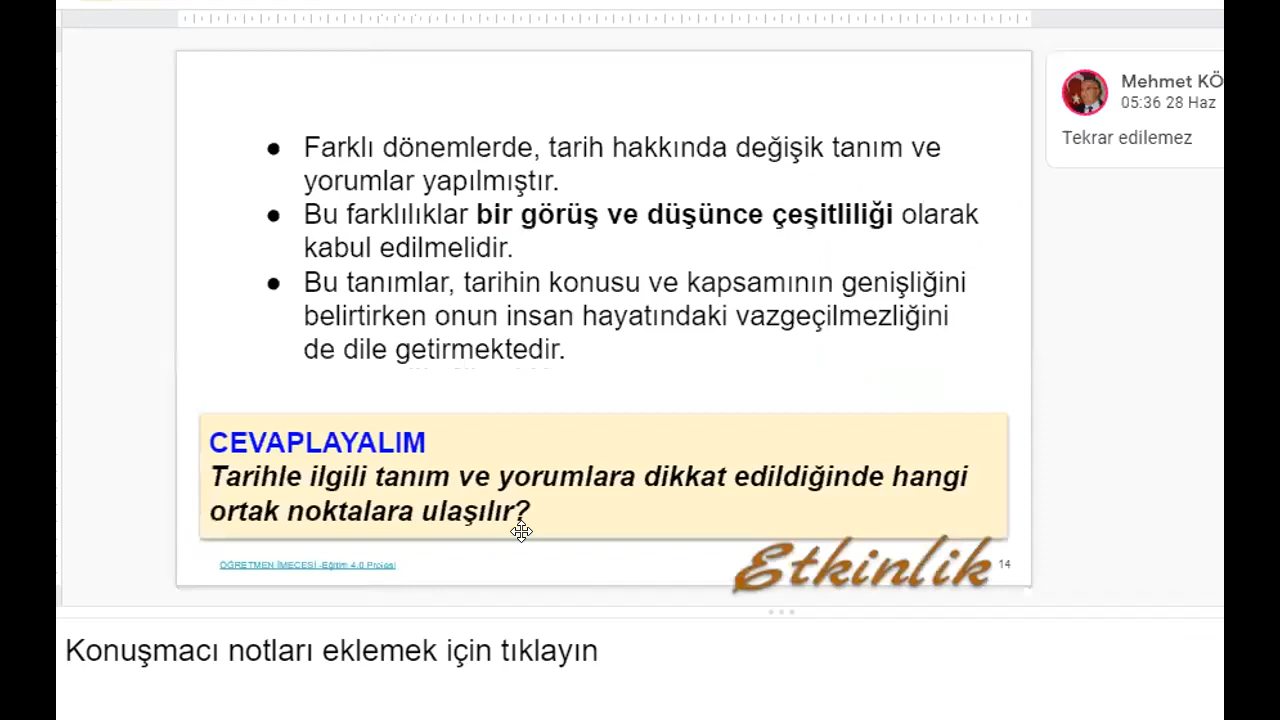 ● Farklı dönemlerde, tarih hakkında değişik tanım ve
yorumlar yapılmıştır.
● Bu farklılıklar bir görüş ve düşünce çeşitliliği olarak
kabul edilmelidir.
● Bu tanımlar, tarihin konusu ve kapsamının genişliğini
belirtirken onun insan hayatındaki vazgeçilmezliğini
de dile getirmektedir.
CEVAPLAYALIM
Tarihle ilgili tanım ve yorumlara dikkat edildiğinde hangi
ortak noktalara ulaşılır?
ÖĞRETMEN İMECESİ -Eğitim 4.0 Projesi
Etkinlik
14
Mehmet KÖ
05:36 28 Haz
Tekrar edilemez
Konuşmacı notları eklemek için tıklayın